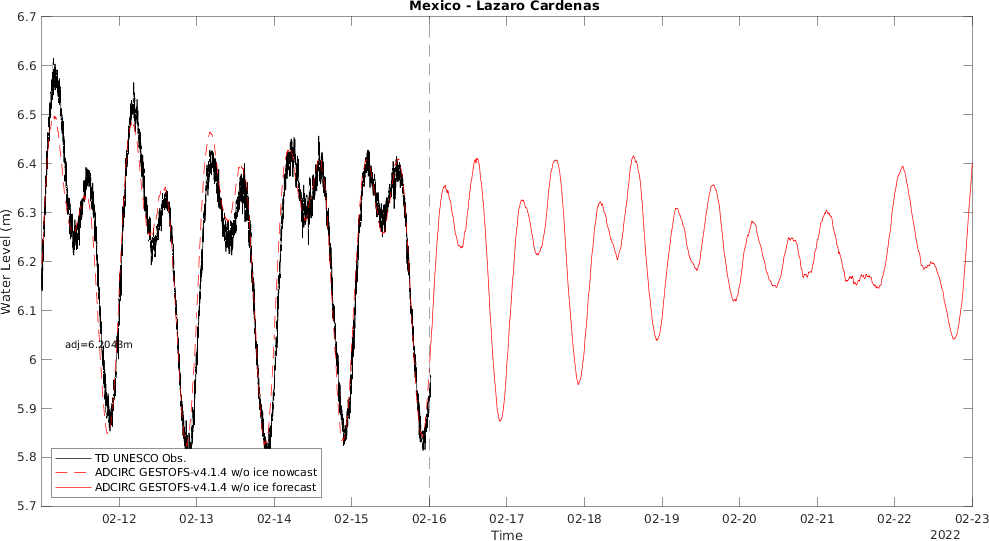 Mexico - Lazaro Cardenas
6.7
6.6
6.5
6.4
6.3
6.2
6.1
6
5.9
5.8
5.7
Water Level (m)
adj=6.2043m
TD UNESCO Obs.
ADCIRC GESTOFS-v4.1.4 w/o ice nowcast
ADCIRC GESTOFS-v4.1.4 w/o ice forecast
02-12 02-13 02-14 02-15 02-16 02-17 02-18 02-19 02-20 02-21 02-22 02-23
Time
2022